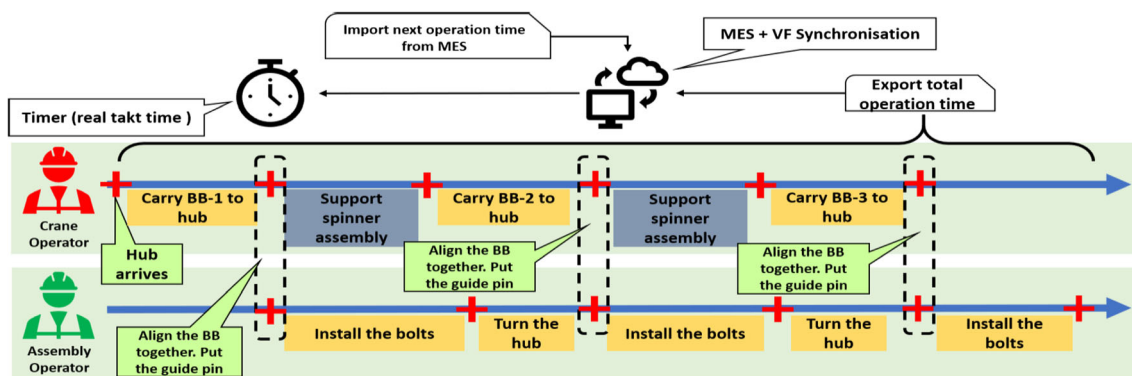 Import next operation time
from MES
MES + VF Synchronisation
Export total
operation time
Timer (real takt time )
Crane
Operator
Carry BB-1 to
hub
Support
spinner
assembly
Carry BB-2 to
hub
Support
spinner
assembly
Carry BB-3 to
hub
Hub
arrives
Align the BB
together. Put
the guide pin
Align the BB
together. Put
the guide pin
Align the BB
together. Put
the guide pin
Assembly
Operator
Install the bolts
Turn the
hub
Install the bolts
Turn the
hub
Install the
bolts